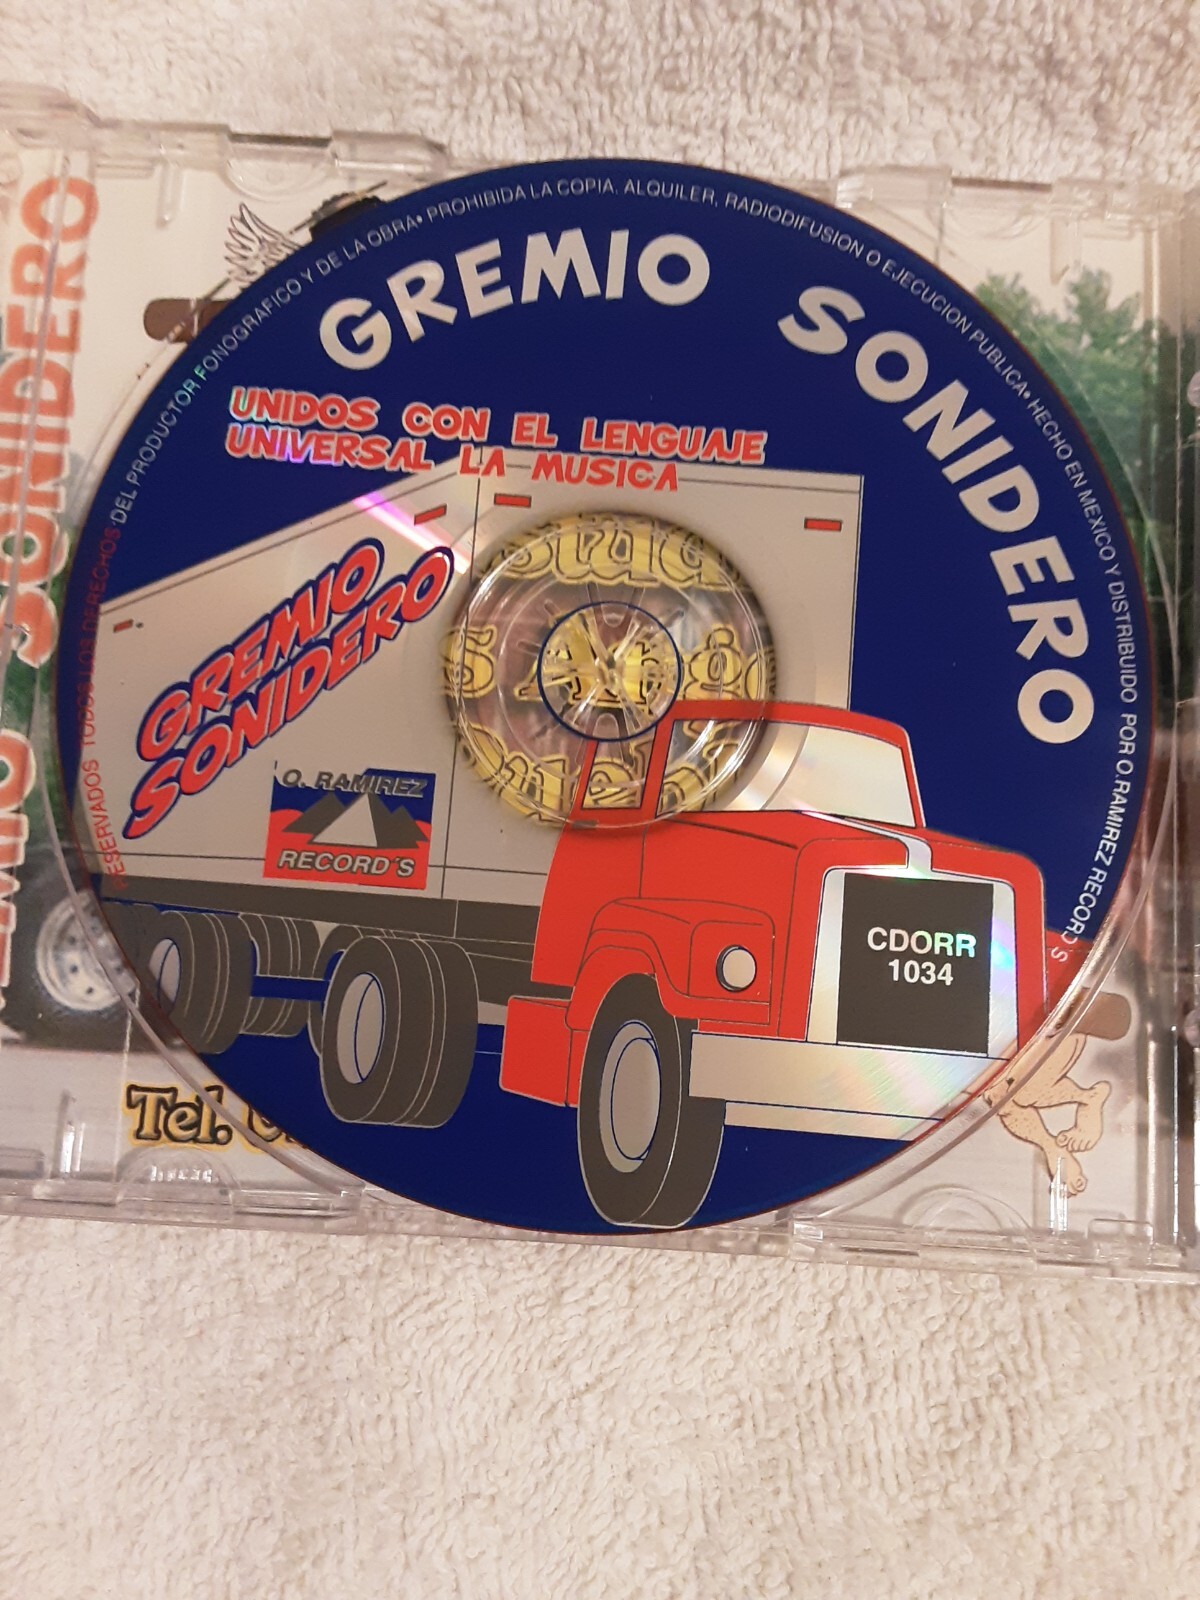 GREMIO SONIDERO
UNIDOS CON EL LENGUAJE
UNIVERSAL LA MUSICA
GREMIO
SONIDERO
O. RAMIREZ
RECORD'S
CDORR
1034
RESERVADOS TODOS LOS DERECHOS DEL PRODUCTOR FONOGRAFICO Y DE LA OBRA• PROHIBIDA LA COPIA, ALQUILER, RADIODIFUSION O EJECUCION PUBLICA• HECHO EN MEXICO Y DISTRIBUIDO POR O.RAMIREZ RECORD'S
SONIDERO
Tel.